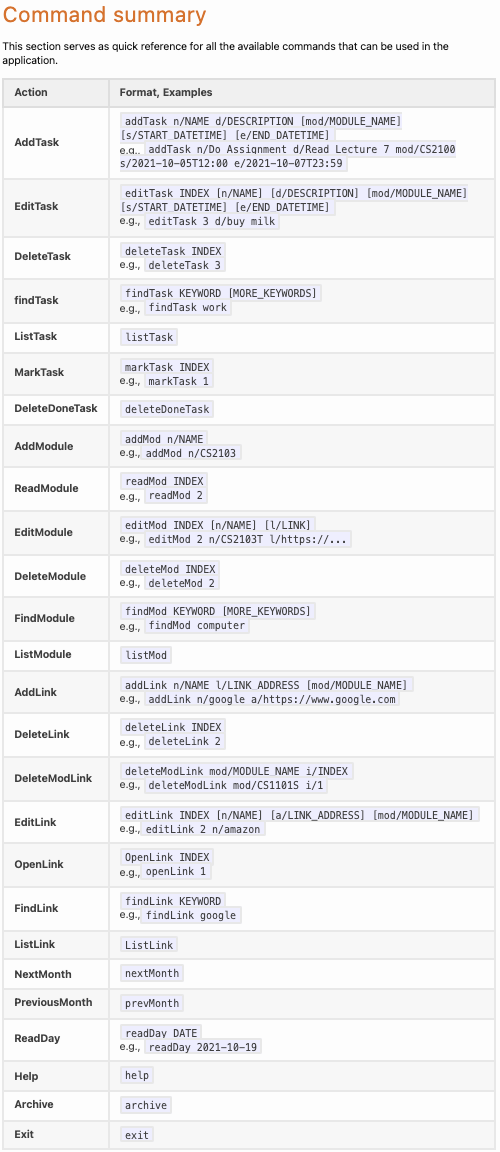 Command summary
This section serves as quick reference for all the available commands that can be used in the
application.
Action Format, Examples
AddTask
addTask n/NAME d/DESCRIPTION [mod/MODULE_NAME]
[s/START_DATETIME] [e/END_DATETIME]
e.g., addTask n/Do Assignment d/Read Lecture 7 mod/CS2100
s/2021-10-05T12:00 e/2021-10-07T23:59
EditTask
editTask INDEX [n/NAME] [d/DESCRIPTION] [mod/MODULE_NAME]
[s/START_DATETIME] [e/END_DATETIME]
e.g., editTask 3 d/buy milk
DeleteTask
deleteTask INDEX
e.g., deleteTask 3
findTask
findTask KEYWORD [MORE_KEYWORDS]
e.g., findTask work
ListTask listTask
MarkTask
markTask INDEX
e.g., markTask 1
DeleteDoneTask deleteDoneTask
AddModule
addMod n/NAME
e.g., addMod n/CS2103
ReadModule
readMod INDEX
e.g., readMod 2
EditModule
editMod INDEX [n/NAME] [l/LINK]
e.g., editMod 2 n/CS2103T l/https://...
DeleteModule
deleteMod INDEX
e.g., deleteMod 2
FindModule
findMod KEYWORD [MORE_KEYWORDS]
e.g., findMod computer
ListModule listMod
AddLink
addLink n/NAME l/LINK_ADDRESS [mod/MODULE_NAME]
e.g., addLink n/google a/https://www.google.com
DeleteLink
deleteLink INDEX
e.g., deleteLink 2
DeleteModLink
deleteModLink mod/MODULE_NAME i/INDEX
e.g., deleteModLink mod/CS1101S i/1
EditLink
editLink INDEX [n/NAME] [a/LINK_ADDRESS] [mod/MODULE_NAME]
e.g., editLink 2 n/amazon
OpenLink
OpenLink INDEX
e.g., openLink 1
FindLink
findLink KEYWORD
e.g., findLink google
ListLink ListLink
NextMonth nextMonth
PreviousMonth prevMonth
ReadDay
readDay DATE
e.g., readDay 2021-10-19
Help help
Archive archive
Exit exit